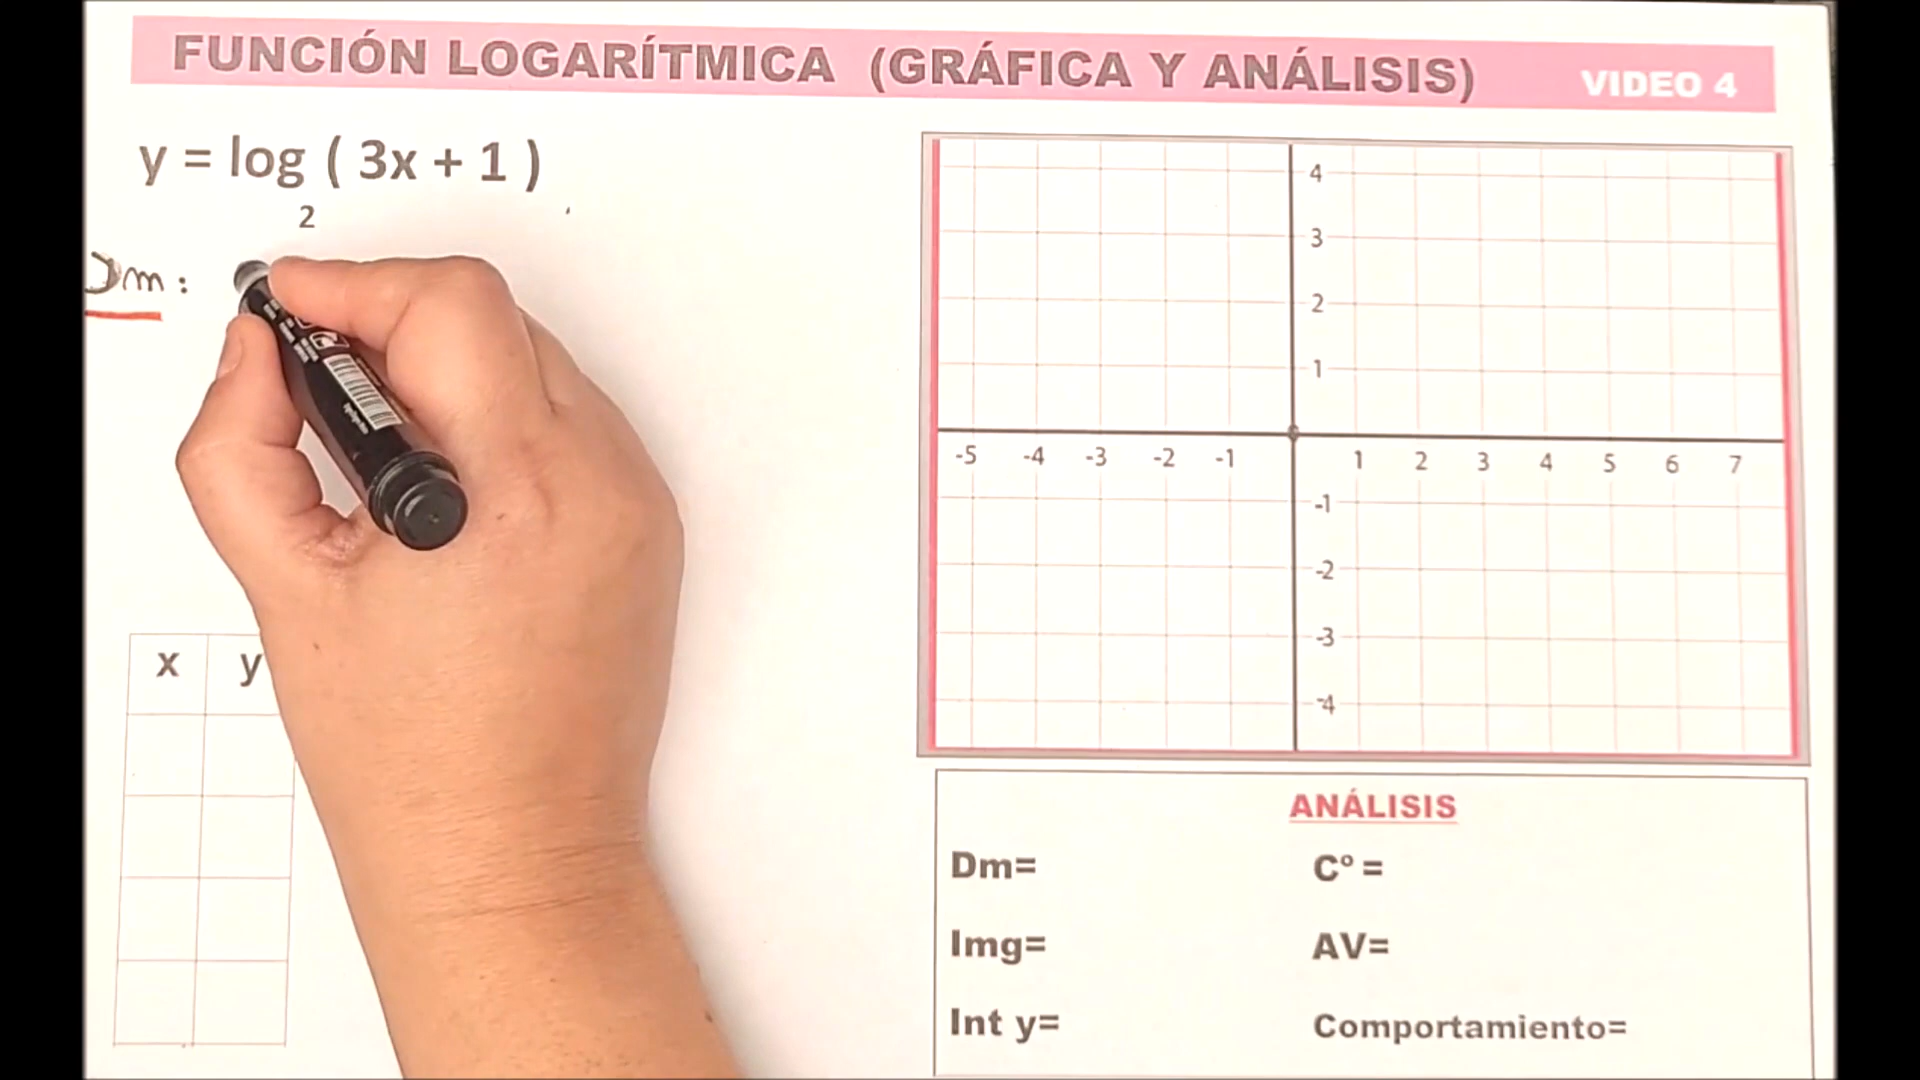 FUNCIÓN LOGARÍTMICA (GRÁFICA Y ANÁLISIS) VIDEO 4
y = log ( 3x + 1 )
2
Dm:
x y
4
3
2
1
-5 -4 -3 -2 -1 1 2 3 4 5 6 7
-1
-2
-3
-4
ANÁLISIS
Dm= Cº =
Img= AV=
Int y= Comportamiento=